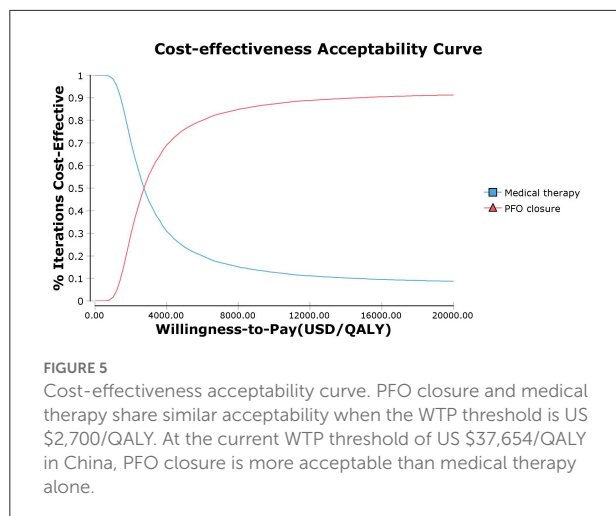 Cost-effectiveness Acceptability Curve
% Iterations Cost-Effective
1
0.9
0.8
0.7
0.6
0.5
0.4
0.3
0.2
0.1
0
0.00 4000.00 8000.00 12000.00 16000.00 20000.00
Willingness-to-Pay(USD/QALY)
Medical therapy
PFO closure
FIGURE 5
Cost-effectiveness acceptability curve. PFO closure and medical
therapy share similar acceptability when the WTP threshold is US
$2,700/QALY. At the current WTP threshold of US $37,654/QALY
in China, PFO closure is more acceptable than medical therapy
alone.